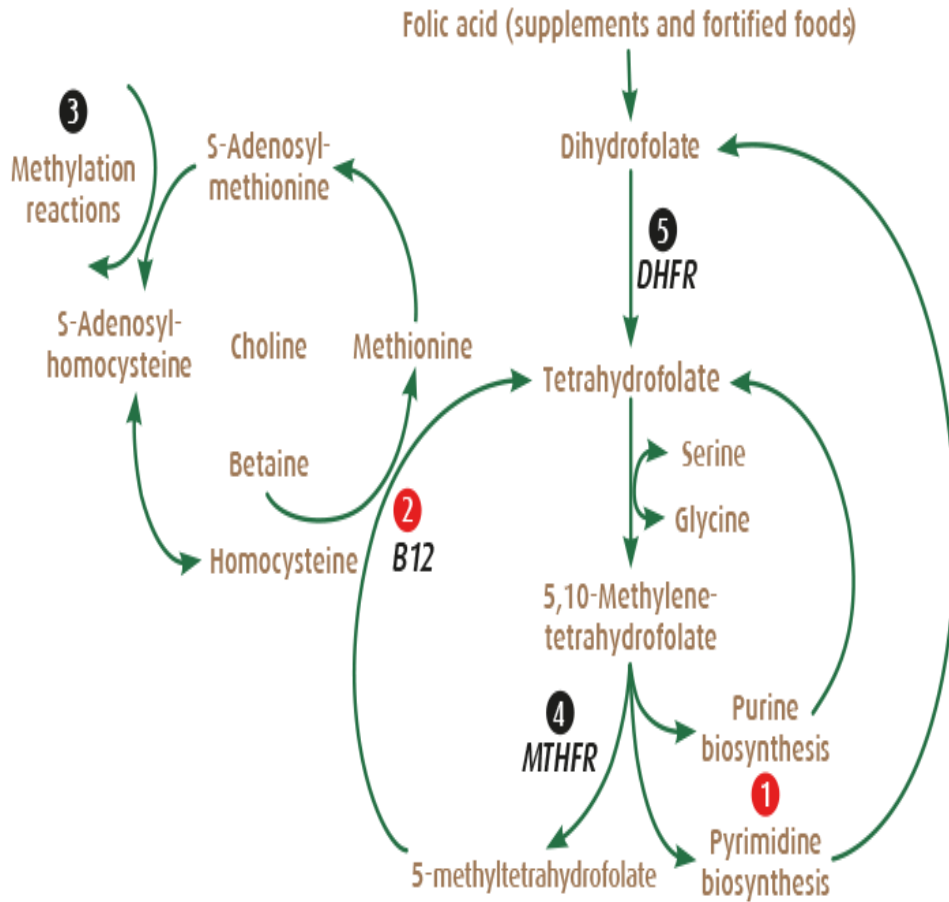 Folic acid (supplements and fortified foods)
3
Methylation
reactions
S-Adenosyl-
methionine
Dihydrofolate
5
DHFR
S-Adenosyl-
homocysteine
Choline
Methionine
Tetrahydrofolate
Serine
Betaine
2
B12
Glycine
Homocysteine
5,10-Methylene-
tetrahydrofolate
4
MTHFR
Purine
biosynthesis
1
Pyrimidine
biosynthesis
5-methyltetrahydrofolate